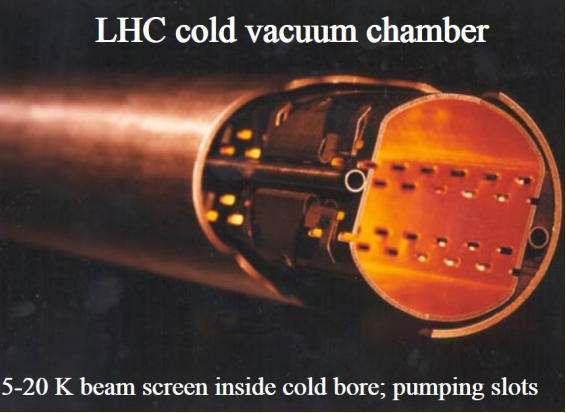 LHC cold vacuum chamber
5-20 K beam screen inside cold bore; pumping slots